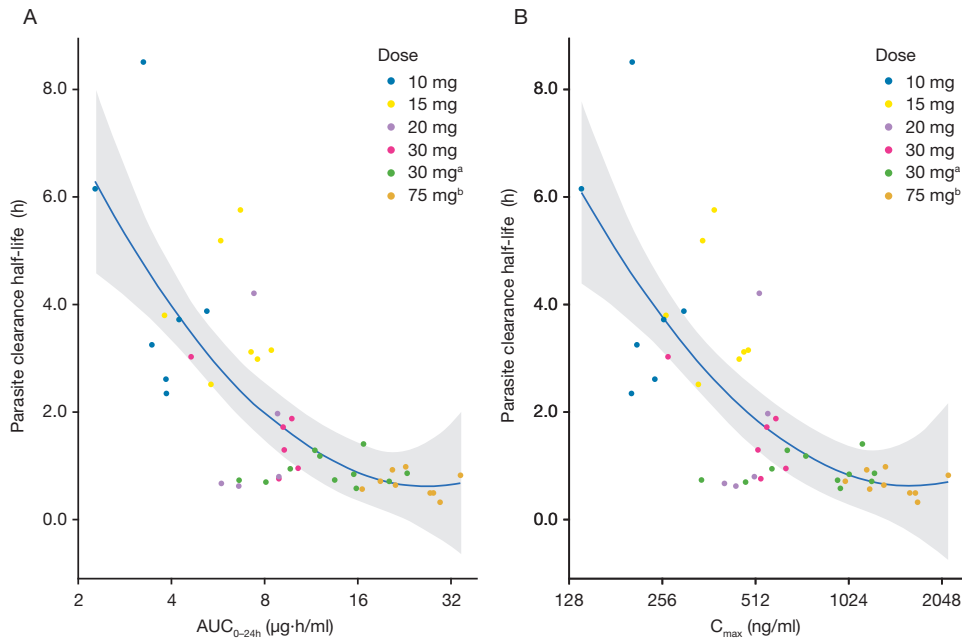 A
Parasite clearance half-life (h)
8.0
6.0
4.0
2.0
0.0
2
4
8
16
32
AUC0–24h (µg·h/ml)
Dose
10 mg
15 mg
20 mg
30 mg
30 mga
75 mgb
B
Parasite clearance half-life (h)
8.0
6.0
4.0
2.0
0.0
128
256
512
1024
2048
Cmax (ng/ml)
Dose
10 mg
15 mg
20 mg
30 mg
30 mga
75 mgb